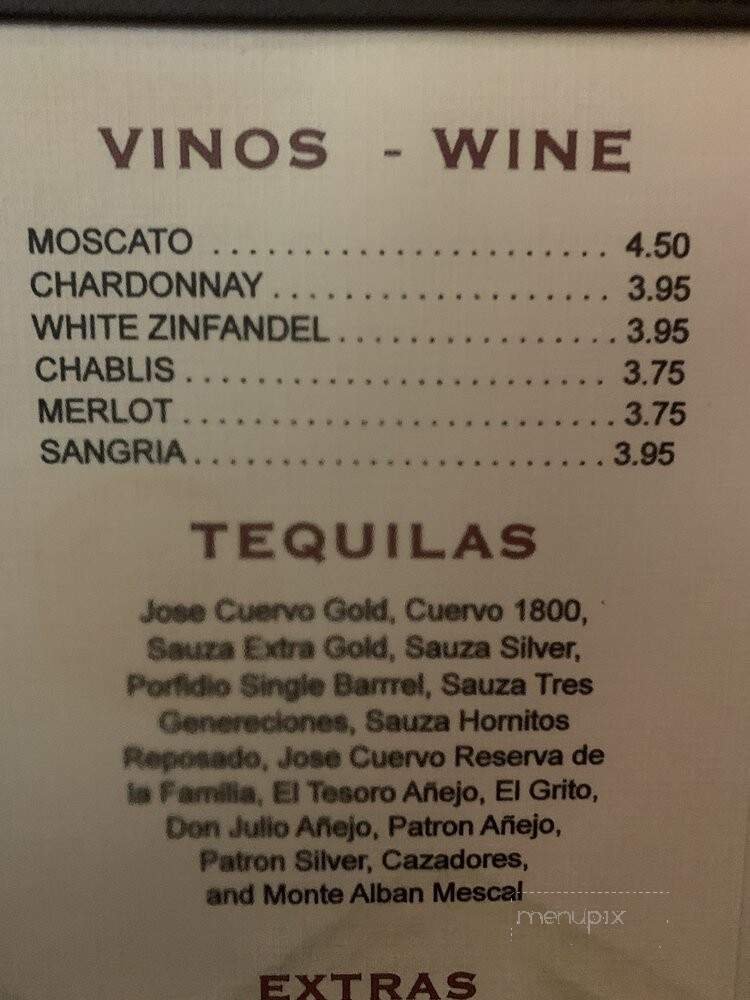 VINOS - WINE
MOSCATO ...................... 4.50
CHARDONNAY ................... 3.95
WHITE ZINFANDEL ................ 3.95
CHABLIS ........................ 3.75
MERLOT ......................... 3.75
SANGRIA ........................ 3.95
TEQUILAS
Jose Cuervo Gold, Cuervo 1800,
Sauza Extra Gold, Sauza Silver,
Porfidio Single Barrrel, Sauza Tres
Genereciones, Sauza Hornitos
Reposado, Jose Cuervo Reserva de
la Familia, El Tesoro Añejo, El Grito,
Don Julio Añejo, Patron Añejo,
Patron Silver, Cazadores,
and Monte Alban Mescal
menupix
EXTRAS